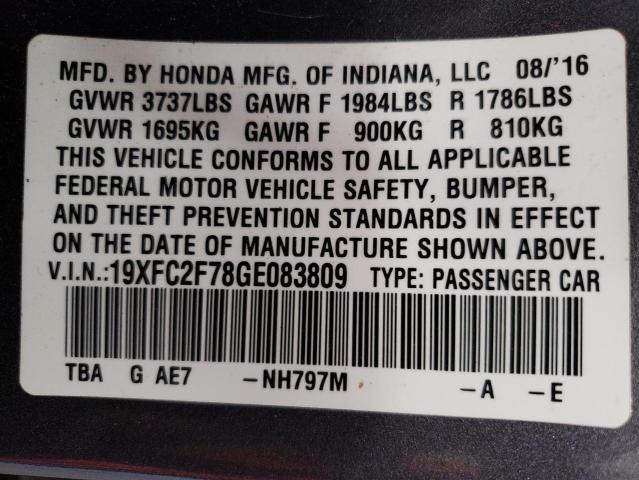 MFD. BY HONDA MFG. OF INDIANA, LLC 08/'16
GVWR 3737LBS GAWR F 1984LBS R 1786LBS
GVWR 1695KG GAWR F 900KG R 810KG
THIS VEHICLE CONFORMS TO ALL APPLICABLE
FEDERAL MOTOR VEHICLE SAFETY, BUMPER,
AND THEFT PREVENTION STANDARDS IN EFFECT
ON THE DATE OF MANUFACTURE SHOWN ABOVE.
V.I.N.:19XFC2F78GE083809 TYPE: PASSENGER CAR
TBA G AE7 -NH797M -A -E